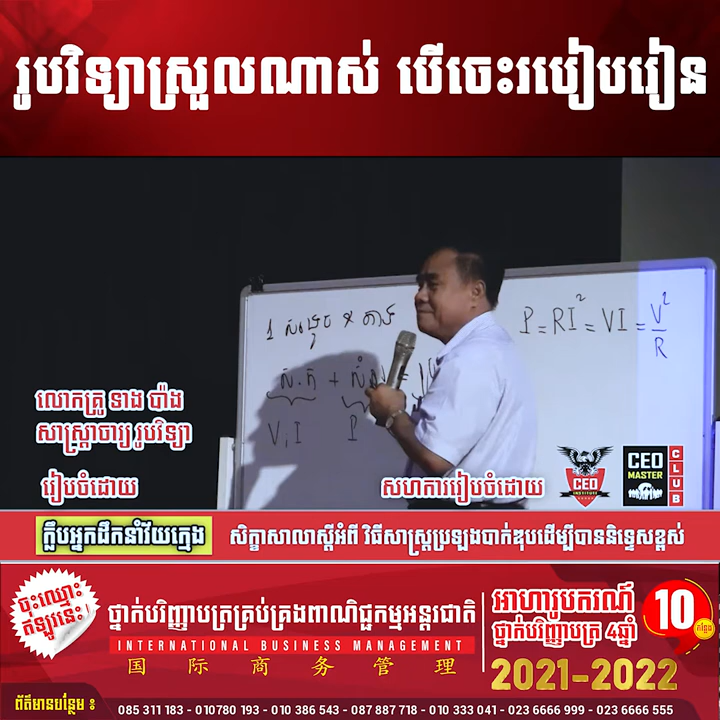 រូបវិទ្យាស្រួលណាស់ បើចេះរបៀបរៀន
P = RI² = VI = V²/R
V, I
P
លោកគ្រូ ទាង ប៉ាង
សាស្ត្រាចារ្យ រូបវិទ្យា
រៀបចំដោយ
សហការរៀបចំដោយ
CEO
INSTITUTE
CEO
MASTER
CLUB
ក្លឹបអ្នកដឹកនាំវ័យក្មេង
សិក្ខាសាលាស្តីអំពី វិធីសាស្ត្រប្រឡងបាក់ឌុបដើម្បីបាននិទ្ទេសខ្ពស់
ចុះឈ្មោះ
ឥឡូវនេះ!
ថ្នាក់បរិញ្ញាបត្រគ្រប់គ្រងពាណិជ្ជកម្មអន្តរជាតិ
INTERNATIONAL BUSINESS MANAGEMENT
国 际 商 务 管 理
អាហារូបករណ៍
ថ្នាក់បរិញ្ញាបត្រ 4ឆ្នាំ
10
កន្លែង
2021-2022
ព័ត៌មានបន្ថែម ៖
085 311 183 - 010780 193 - 010 386 543 - 087 887 718 - 010 333 041 - 023 6666 999 - 023 6666 555